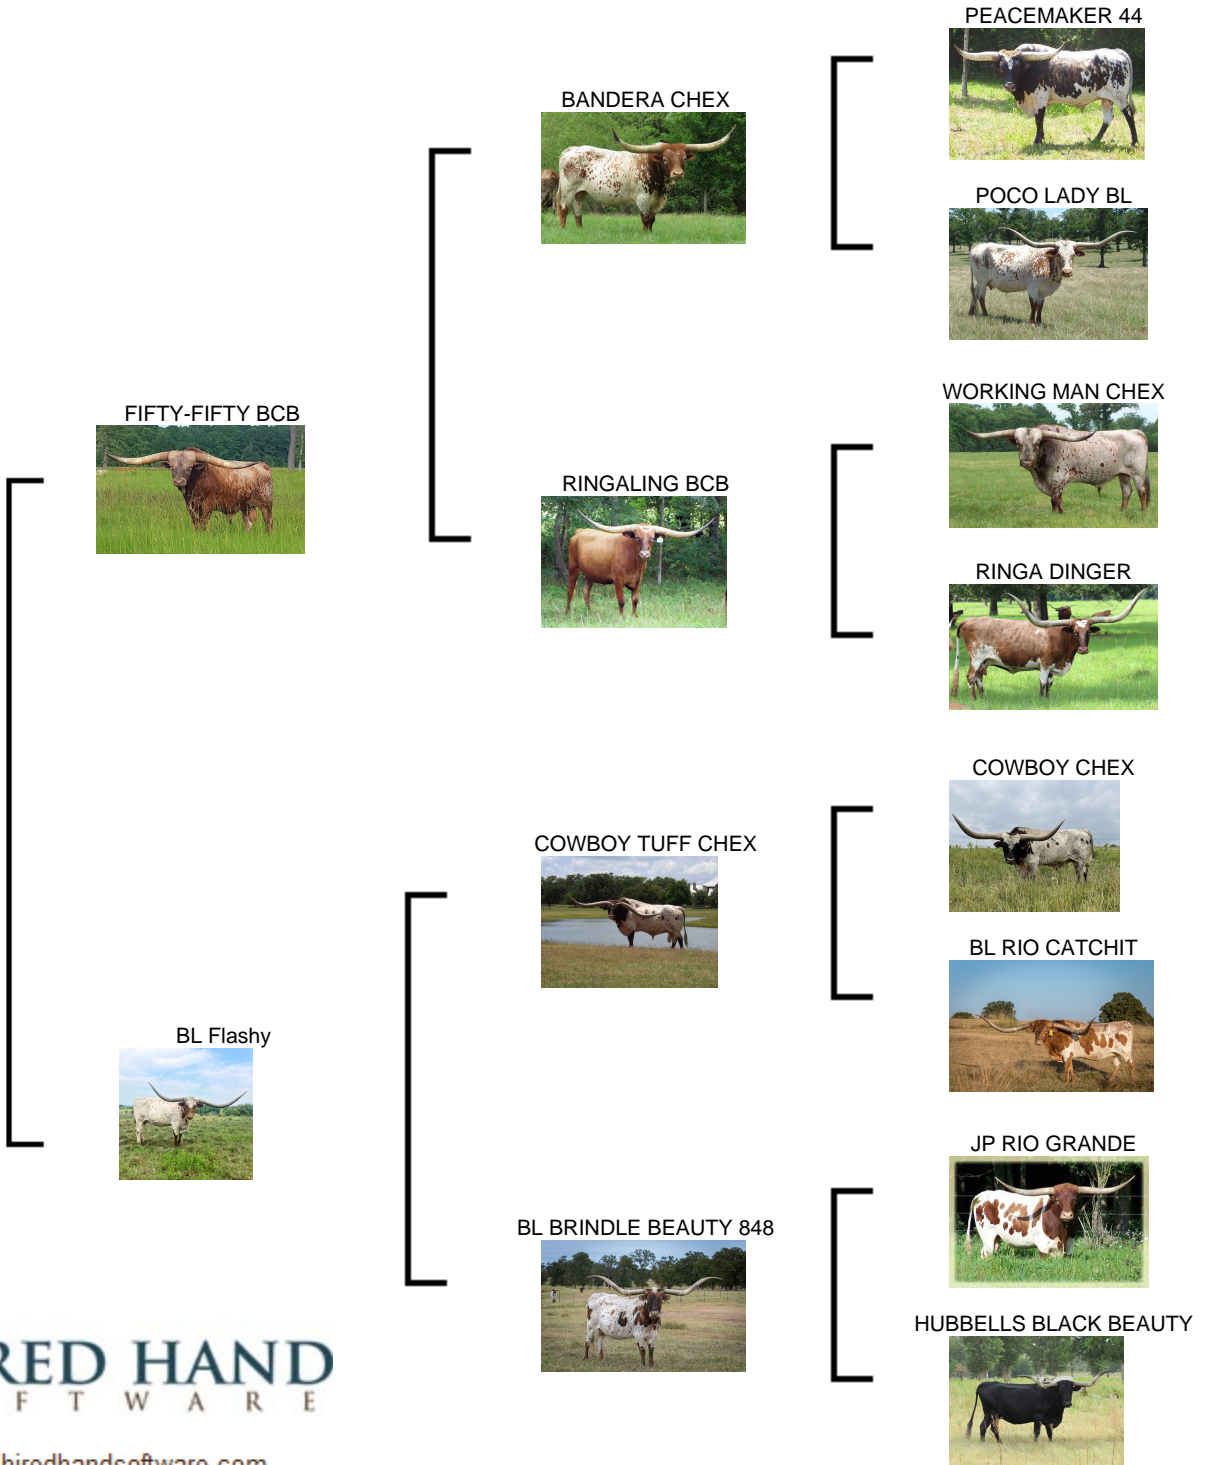 PEACEMAKER 44
BANDERA CHEX
POCO LADY BL
WORKING MAN CHEX
FIFTY-FIFTY BCB
RINGALING BCB
RINGA DINGER
COWBOY CHEX
COWBOY TUFF CHEX
BL RIO CATCHIT
BL Flashy
JP RIO GRANDE
BL BRINDLE BEAUTY 848
HUBBELLS BLACK BEAUTY
RED HAND
F T W A R E
hiredhandsoftware.com